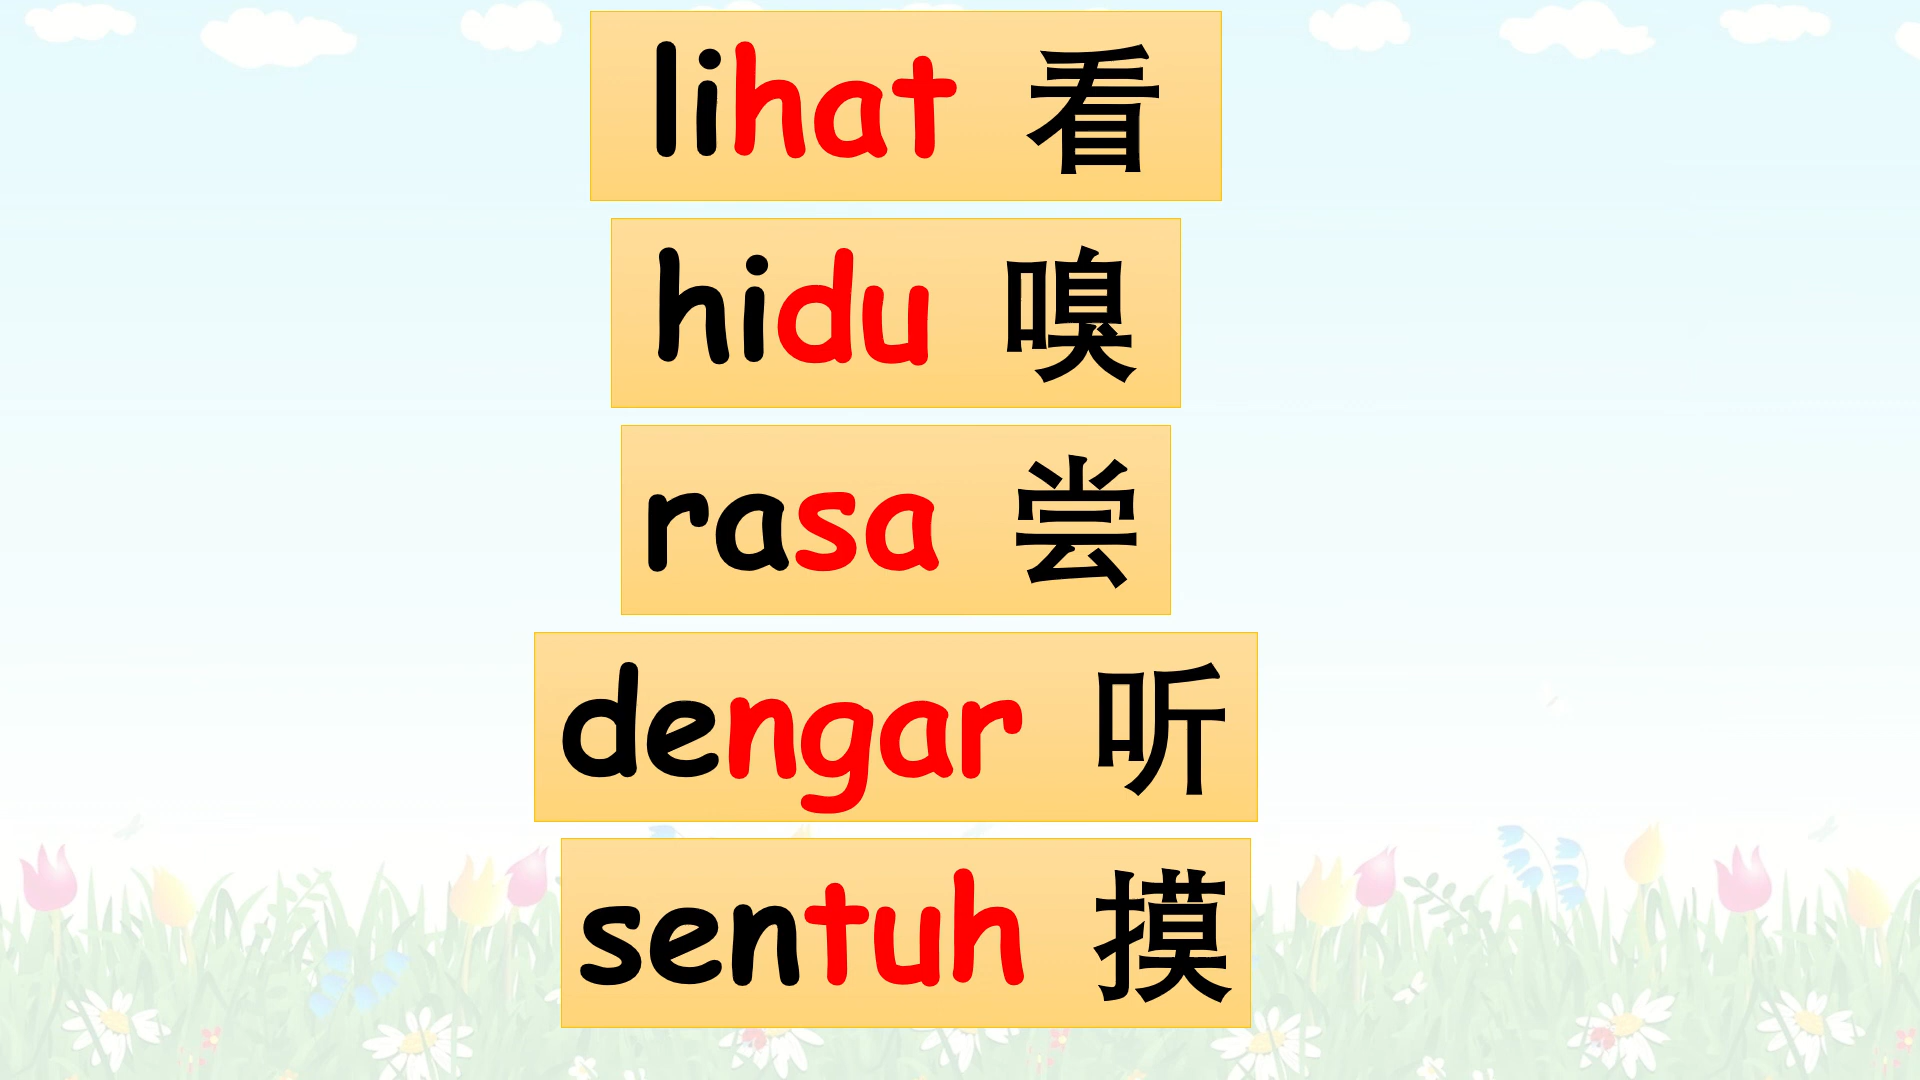 lihat 看
hidu 嗅
rasa 尝
dengar 听
sentuh 摸